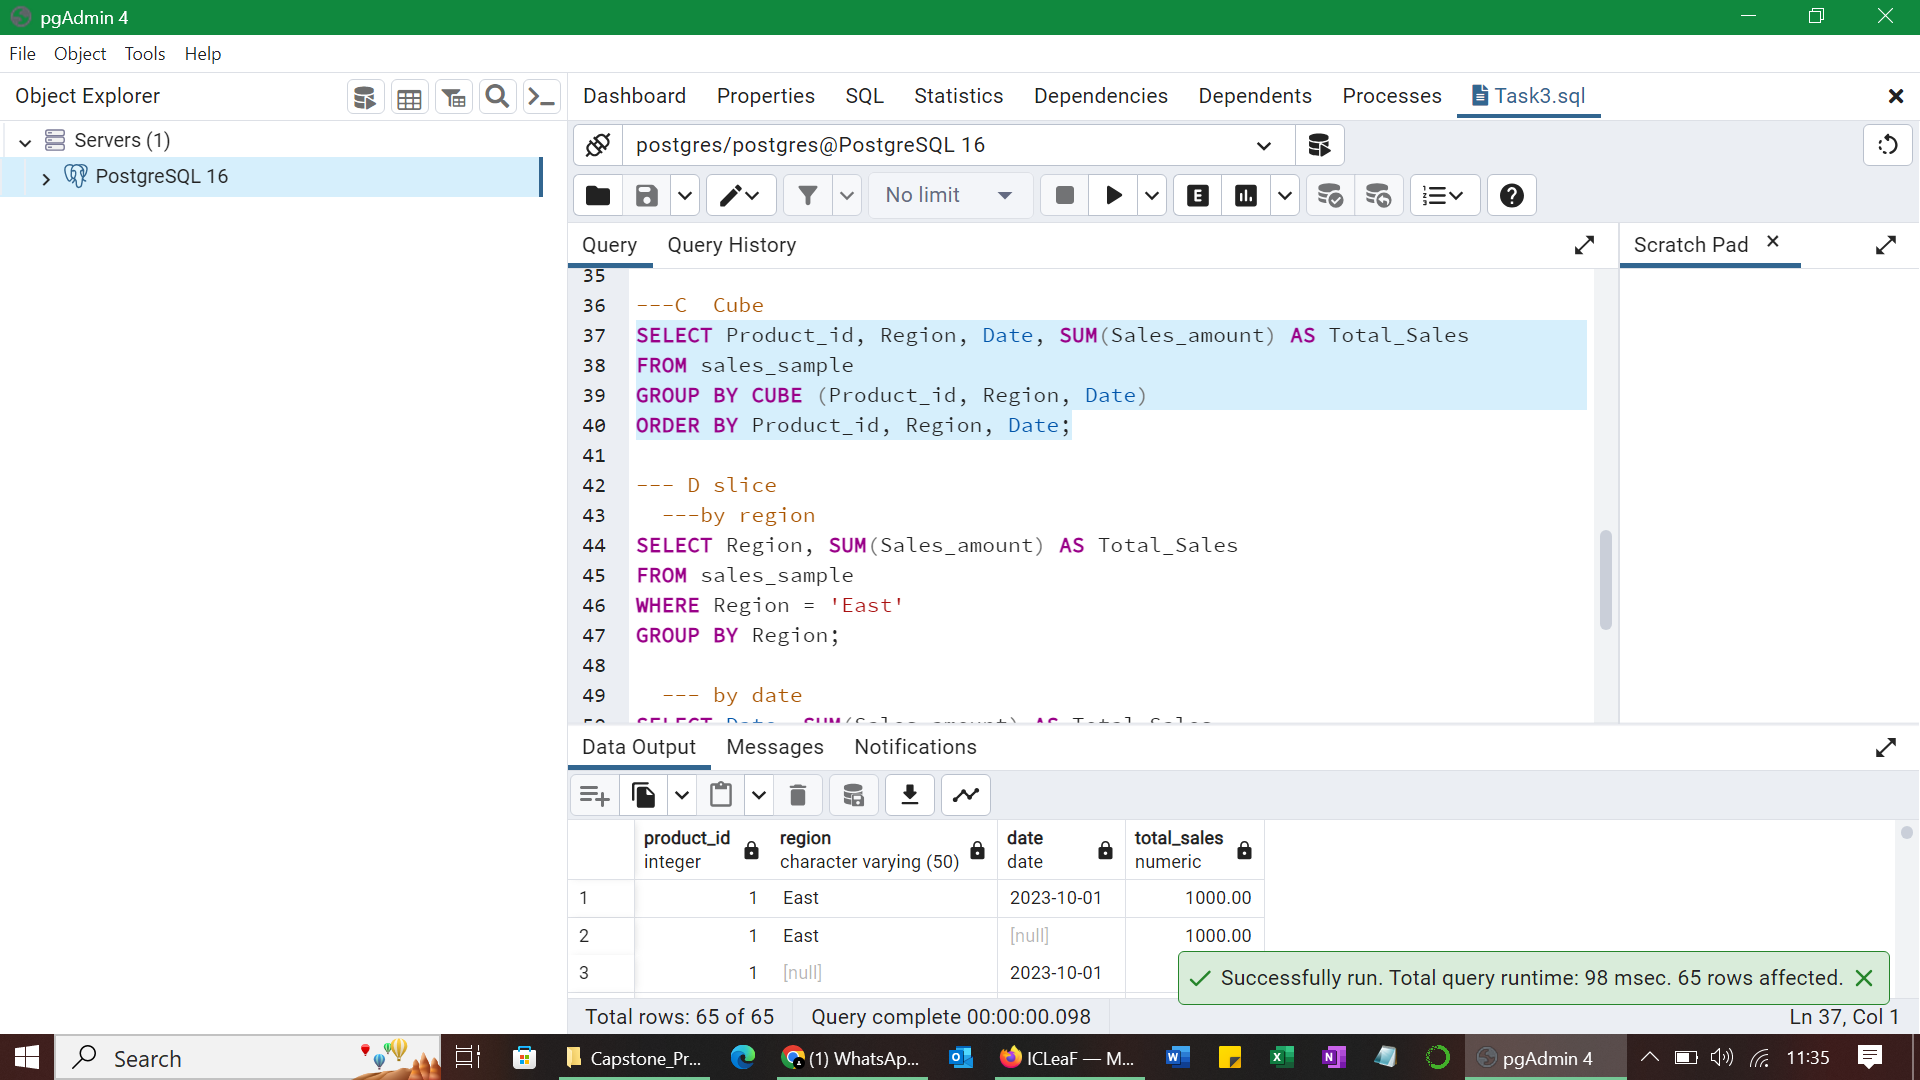 pgAdmin 4
File Object Tools Help
Object Explorer
Dashboard Properties SQL Statistics Dependencies Dependents Processes Task3.sql
Servers (1)
PostgreSQL 16
postgres/postgres@PostgreSQL 16
No limit
E
Query Query History
Scratch Pad
35
36 ---C  Cube
37 SELECT Product_id, Region, Date, SUM(Sales_amount) AS Total_Sales
38 FROM sales_sample
39 GROUP BY CUBE (Product_id, Region, Date)
40 ORDER BY Product_id, Region, Date;
41
42 --- D slice
43   ---by region
44 SELECT Region, SUM(Sales_amount) AS Total_Sales
45 FROM sales_sample
46 WHERE Region = 'East'
47 GROUP BY Region;
48
49   --- by date
50 SELECT Date, SUM(Sales_amount) AS Total_Sales
Data Output Messages Notifications
product_id region date total_sales
integer character varying (50) date numeric
1 1 East 2023-10-01 1000.00
2 1 East [null] 1000.00
3 1 [null] 2023-10-01
Successfully run. Total query runtime: 98 msec. 65 rows affected.
Total rows: 65 of 65 Query complete 00:00:00.098 Ln 37, Col 1
Search Capstone_Pr... (1) WhatsAp... ICLeaF — M... pgAdmin 4 11:35